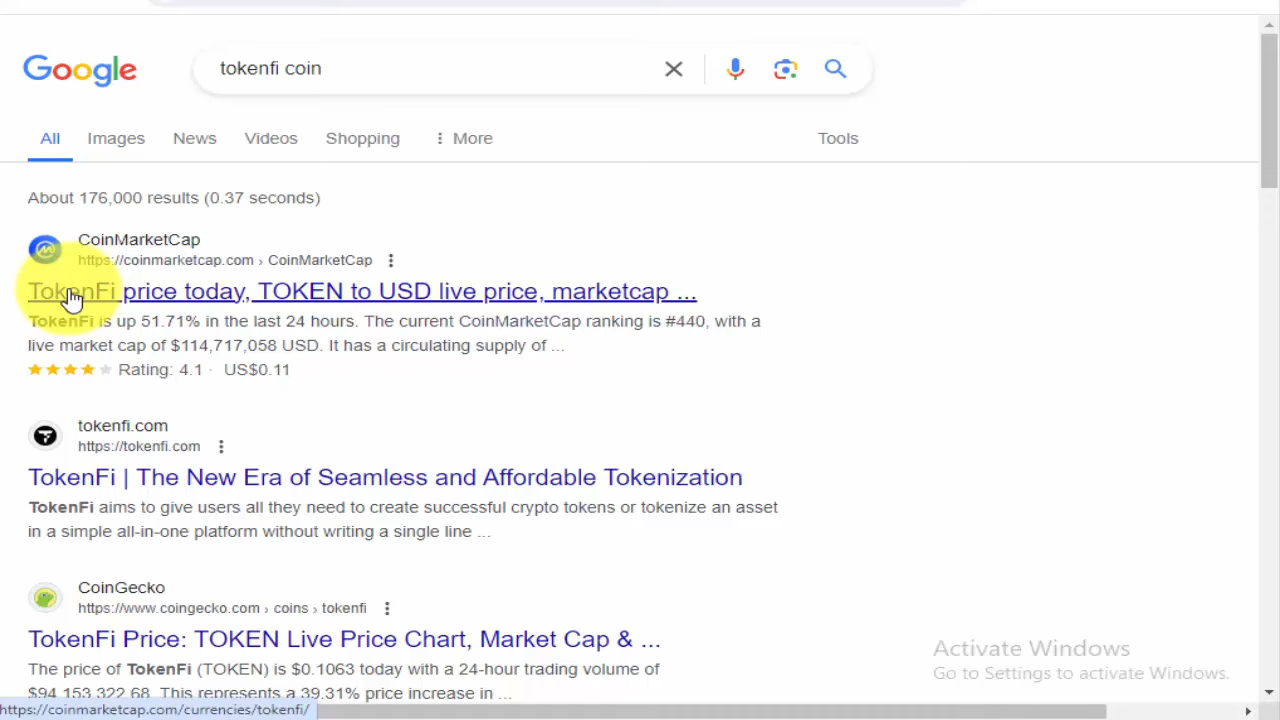 Google
tokenfi coin
All Images News Videos Shopping More Tools
About 176,000 results (0.37 seconds)
CoinMarketCap
https://coinmarketcap.com › CoinMarketCap
TokenFi price today, TOKEN to USD live price, marketcap ...
TokenFi is up 51.71% in the last 24 hours. The current CoinMarketCap ranking is #440, with a
live market cap of $114,717,058 USD. It has a circulating supply of ...
Rating: 4.1 · US$0.11
tokenfi.com
https://tokenfi.com
TokenFi | The New Era of Seamless and Affordable Tokenization
TokenFi aims to give users all they need to create successful crypto tokens or tokenize an asset
in a simple all-in-one platform without writing a single line ...
CoinGecko
https://www.coingecko.com › coins › tokenfi
TokenFi Price: TOKEN Live Price Chart, Market Cap & ...
The price of TokenFi (TOKEN) is $0.1063 today with a 24-hour trading volume of
$94,153,322.68. This represents a 39.31% price increase in ...
Activate Windows
Go to Settings to activate Windows.
https://coinmarketcap.com/currencies/tokenfi/